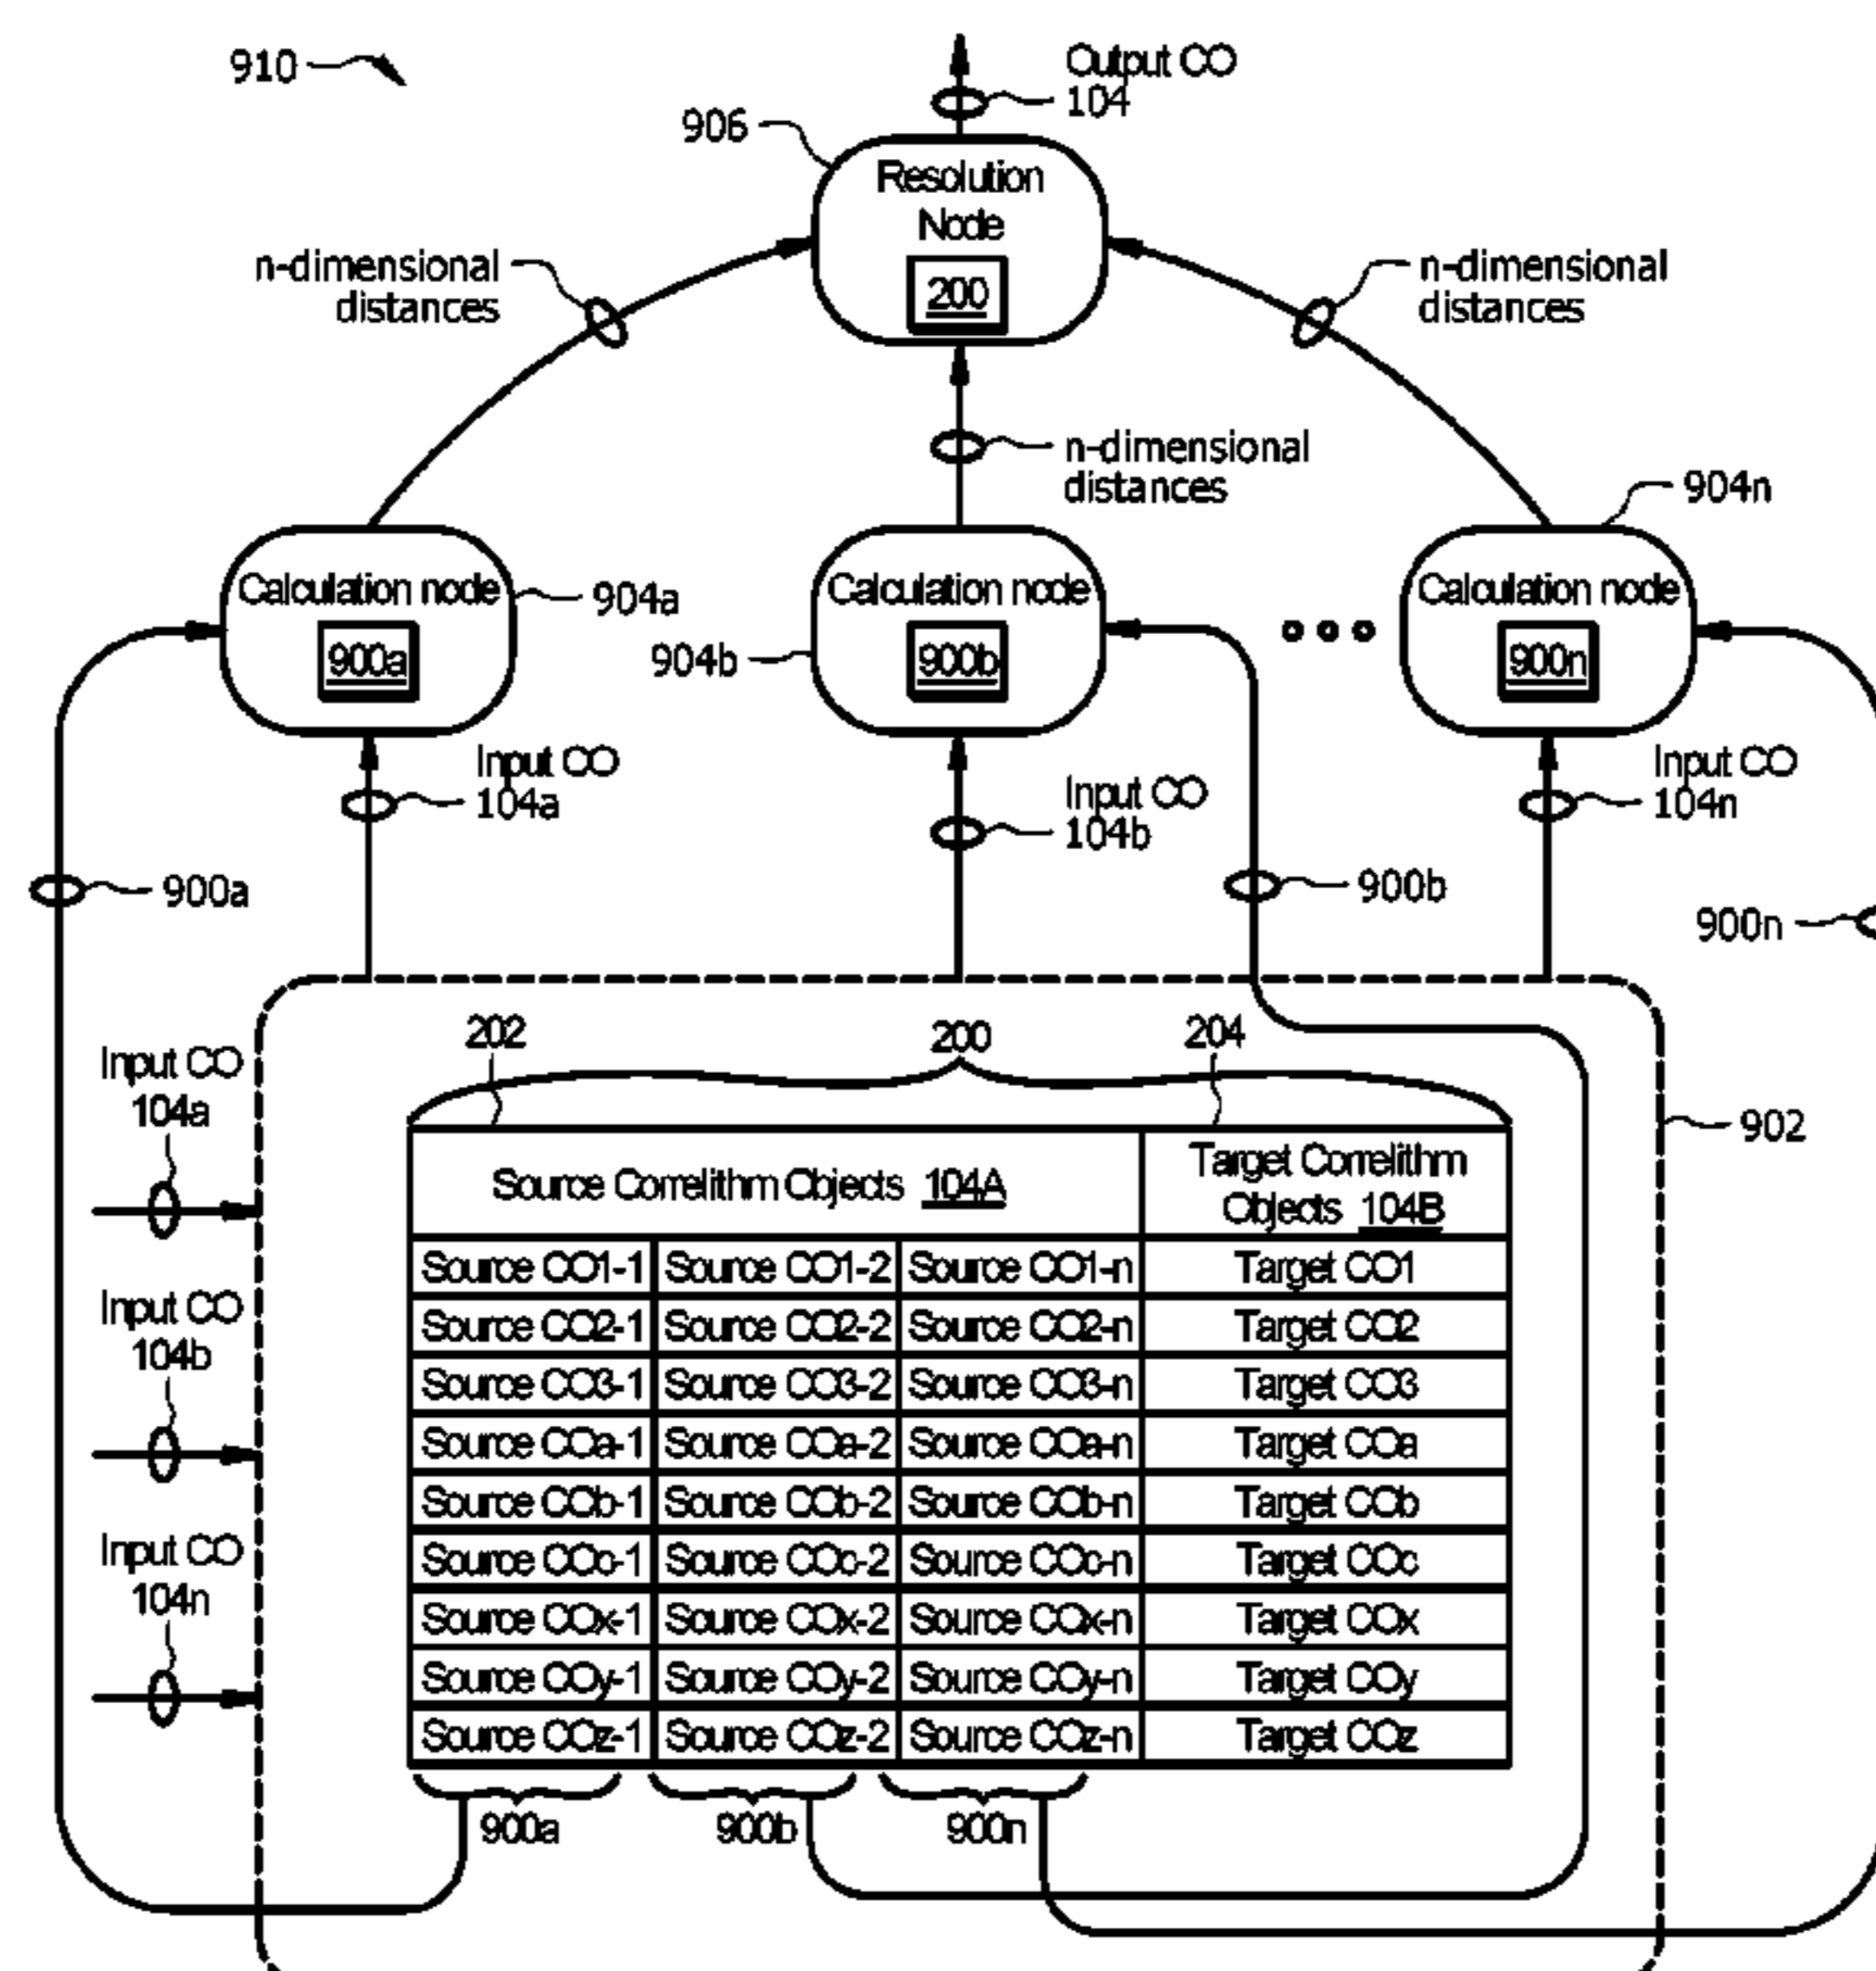 910
Output CO
104
906
Resolution
Node
200
n-dimensional
distances
n-dimensional
distances
n-dimensional
distances
904n
Calculation node
900a
904a
Calculation node
900b
904b
Calculation node
900n
Input CO
104a
Input CO
104b
Input CO
104n
900a
900b
900n
202
200
204
902
Input CO
104a
Input CO
104b
Input CO
104n
Source Correlithm Objects 104A
Target Correlithm
Objects 104B
Source CO1-1 Source CO1-2 Source CO1-n Target CO1
Source CO2-1 Source CO2-2 Source CO2-n Target CO2
Source CO3-1 Source CO3-2 Source CO3-n Target CO3
Source COa-1 Source COa-2 Source COa-n Target COa
Source COb-1 Source COb-2 Source COb-n Target COb
Source COc-1 Source COc-2 Source COc-n Target COc
Source COx-1 Source COx-2 Source COx-n Target COx
Source COy-1 Source COy-2 Source COy-n Target COy
Source COz-1 Source COz-2 Source COz-n Target COz
900a
900b
900n